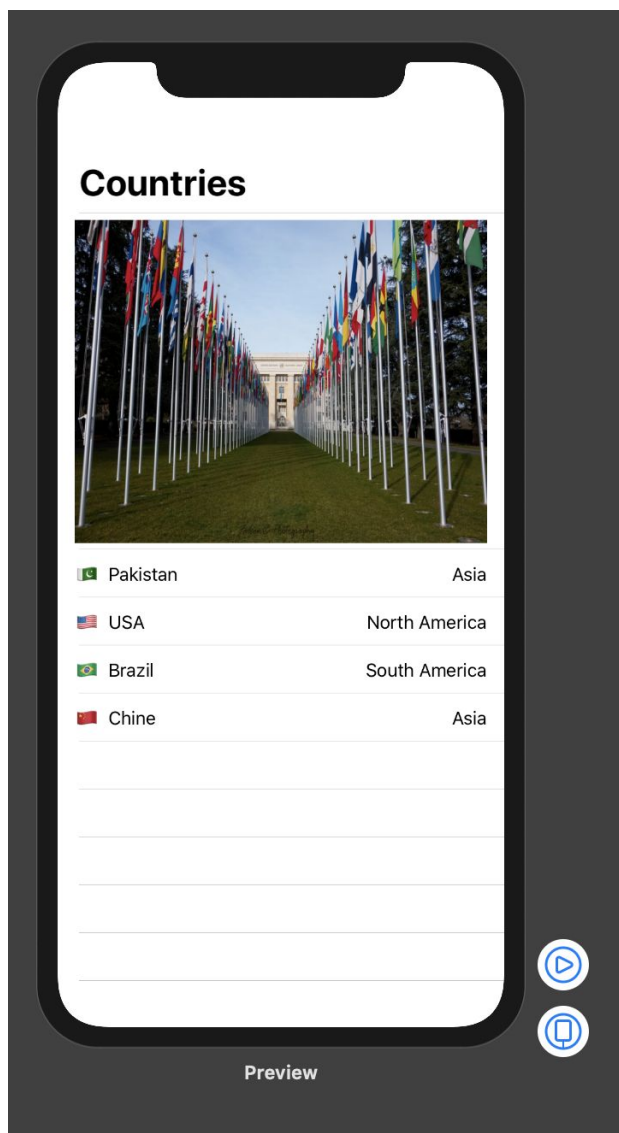 Countries
🇵🇰 Pakistan Asia
🇺🇸 USA North America
🇧🇷 Brazil South America
🇨🇳 Chine Asia
Preview